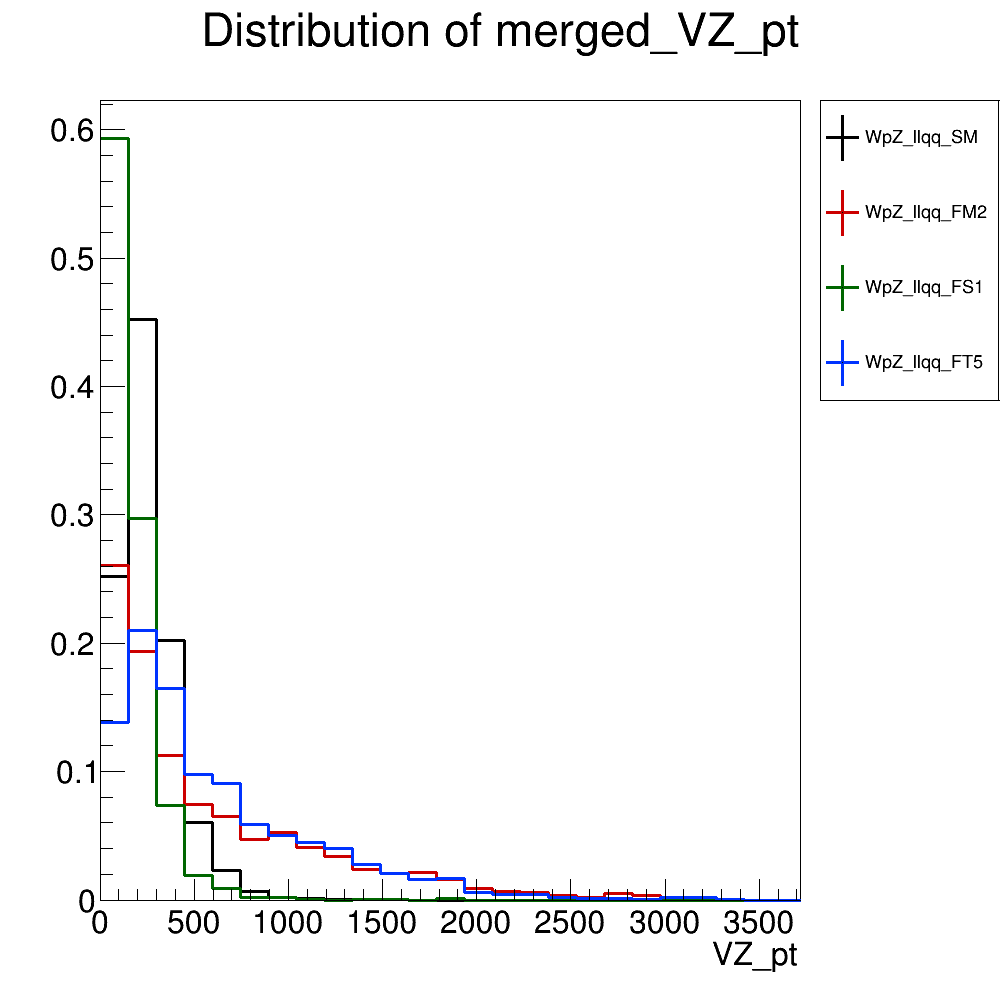 Distribution of merged_VZ_pt
0.6
0.5
0.4
0.3
0.2
0.1
0
0 500 1000 1500 2000 2500 3000 3500
VZ_pt
WpZ_llqq_SM
WpZ_llqq_FM2
WpZ_llqq_FS1
WpZ_llqq_FT5